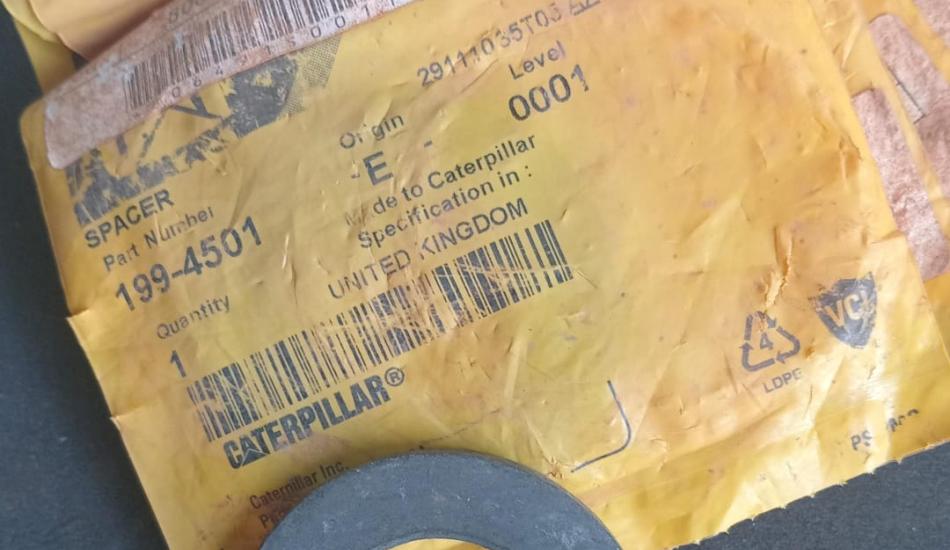 29111035T03
SPACER
Part Number
199-4501
Quantity
1
Origin
-E-
Level
0001
Made to Caterpillar
Specification in :
UNITED KINGDOM
CATERPILLAR®
Caterpillar Inc.
4
LDPE
VCI